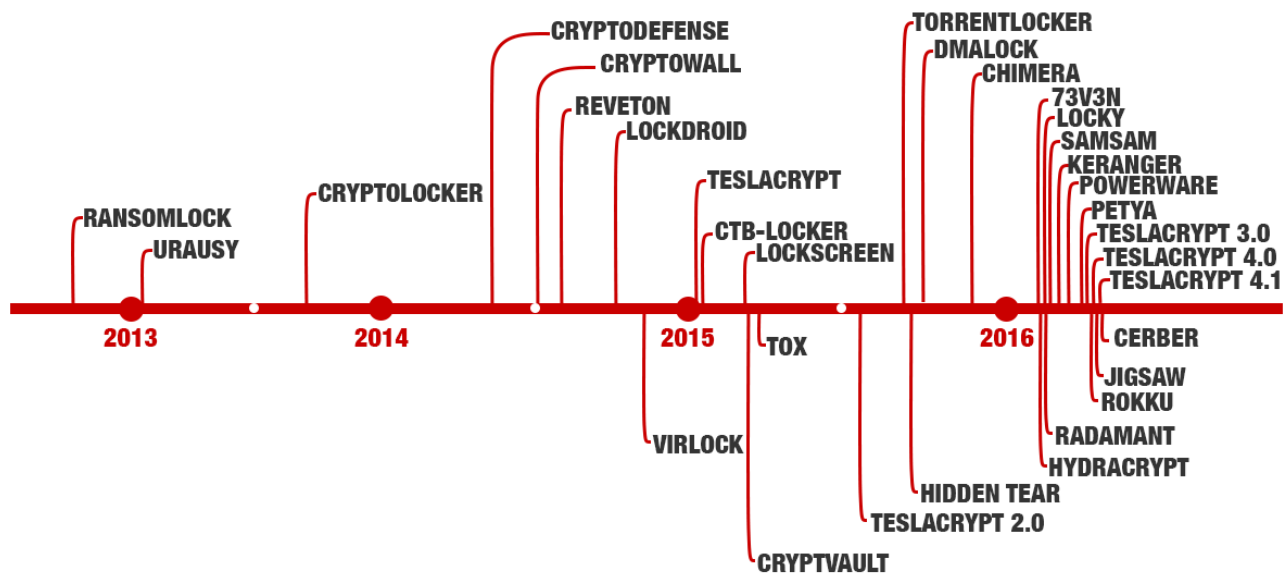 CRYPTODEFENSE
CRYPTOWALL
REVETON
LOCKDROID
CRYPTOLOCKER
RANSOMLOCK
URAUSY
TESLACRYPT
CTB-LOCKER
LOCKSCREEN
TORRENTLOCKER
DMALOCK
CHIMERA
73V3N
LOCKY
SAMSAM
KERANGER
POWERWARE
PETYA
TESLACRYPT 3.0
TESLACRYPT 4.0
TESLACRYPT 4.1
2013
2014
2015
2016
TOX
CERBER
JIGSAW
ROKKU
VIRLOCK
RADAMANT
HYDRACRYPT
HIDDEN TEAR
TESLACRYPT 2.0
CRYPTVAULT